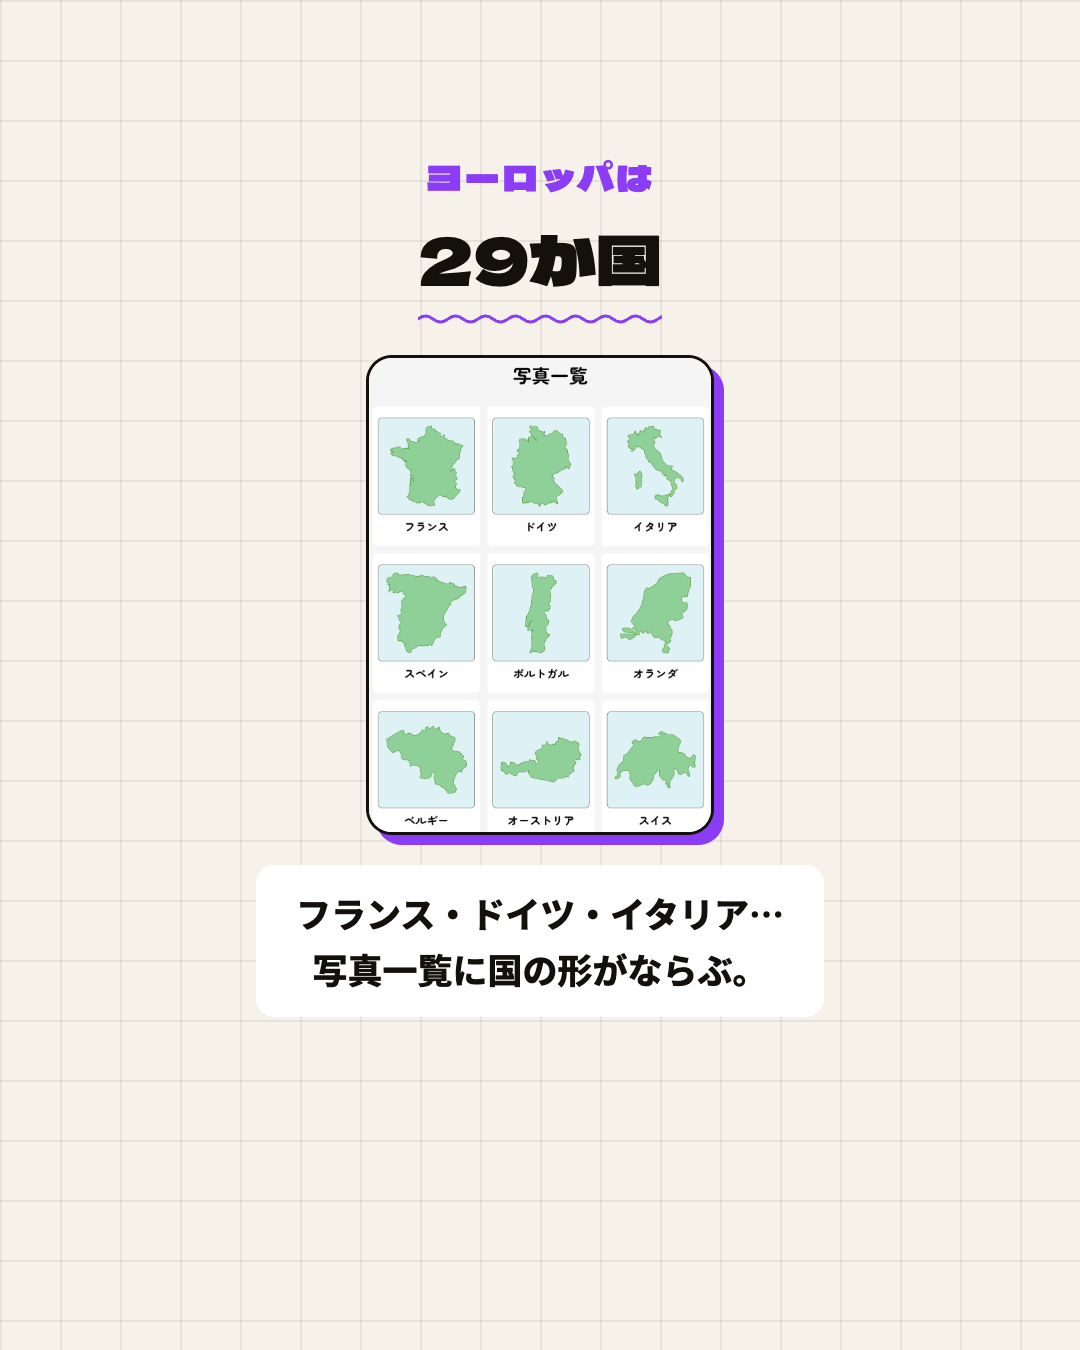 ヨーロッパは
29か国
写真一覧
フランス
ドイツ
イタリア
スペイン
ポルトガル
オランダ
ベルギー
オーストリア
スイス
フランス・ドイツ・イタリア…
写真一覧に国の形がならぶ。